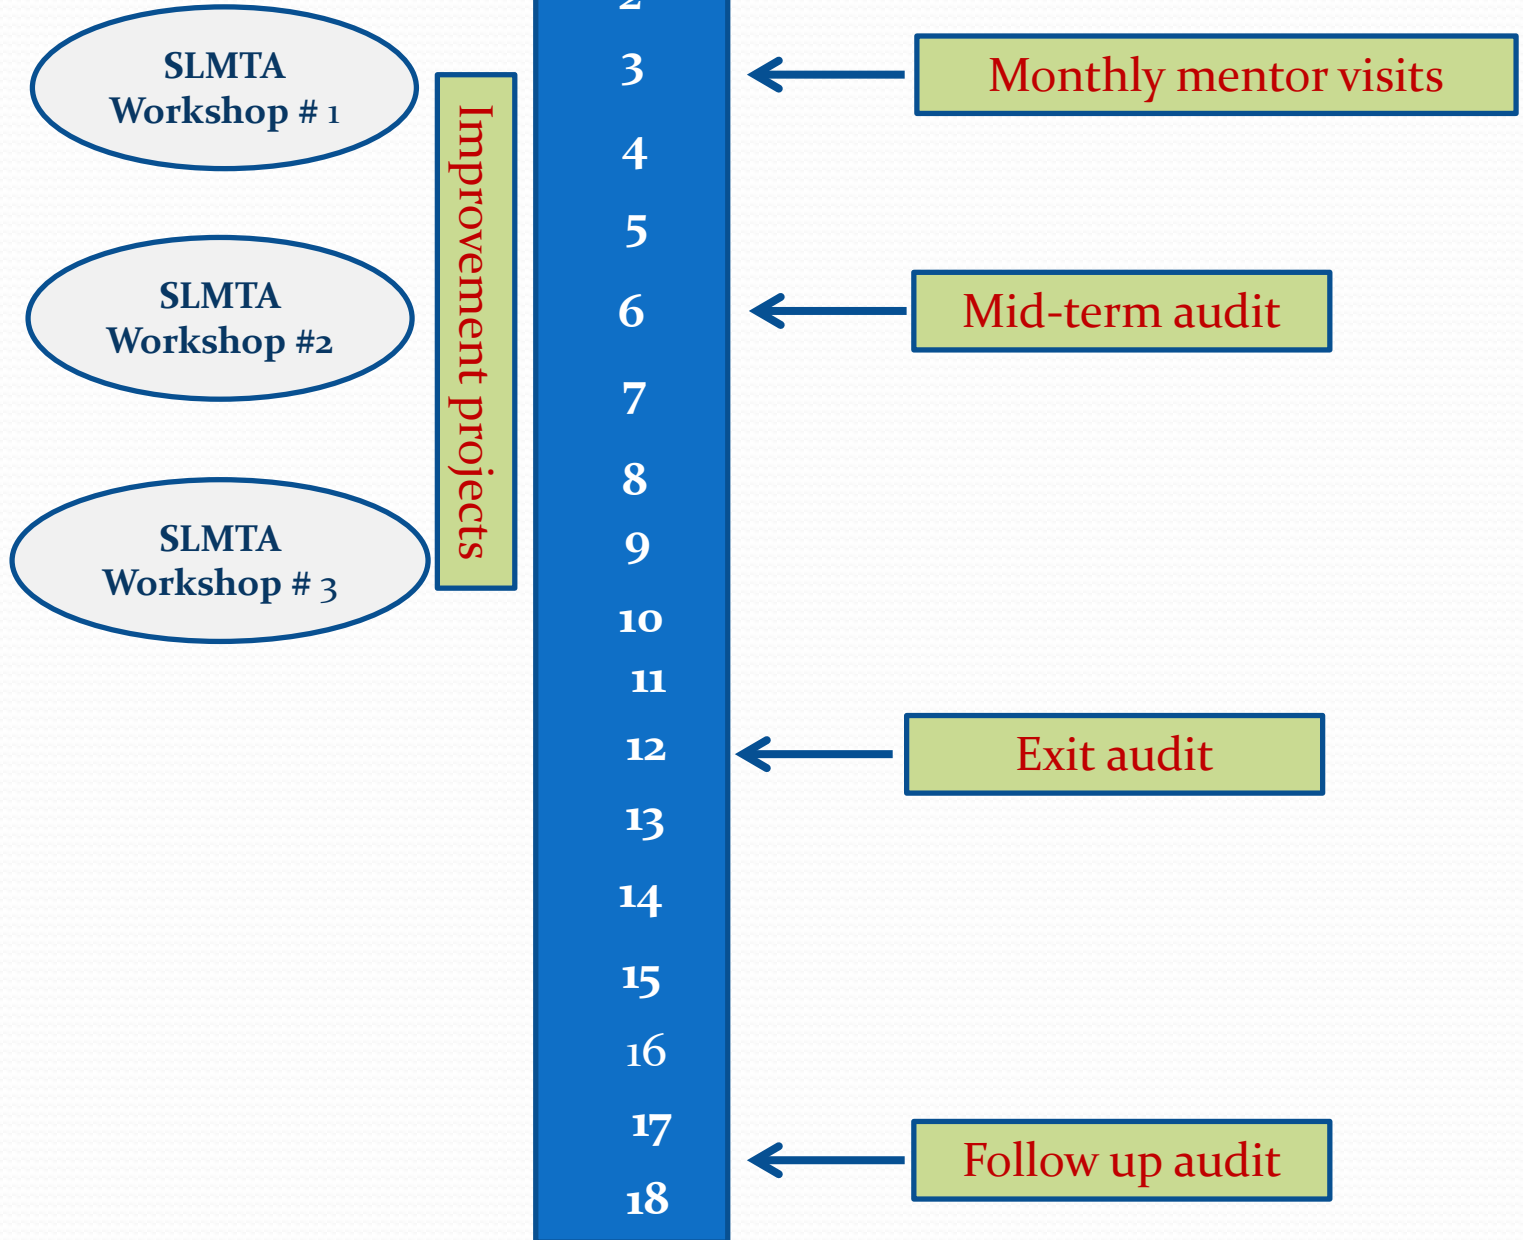 2
SLMTA
Workshop # 1
3
Monthly mentor visits
Improvement projects
4
5
SLMTA
Workshop #2
6
Mid-term audit
7
8
SLMTA
Workshop # 3
9
10
11
12
Exit audit
13
14
15
16
17
Follow up audit
18